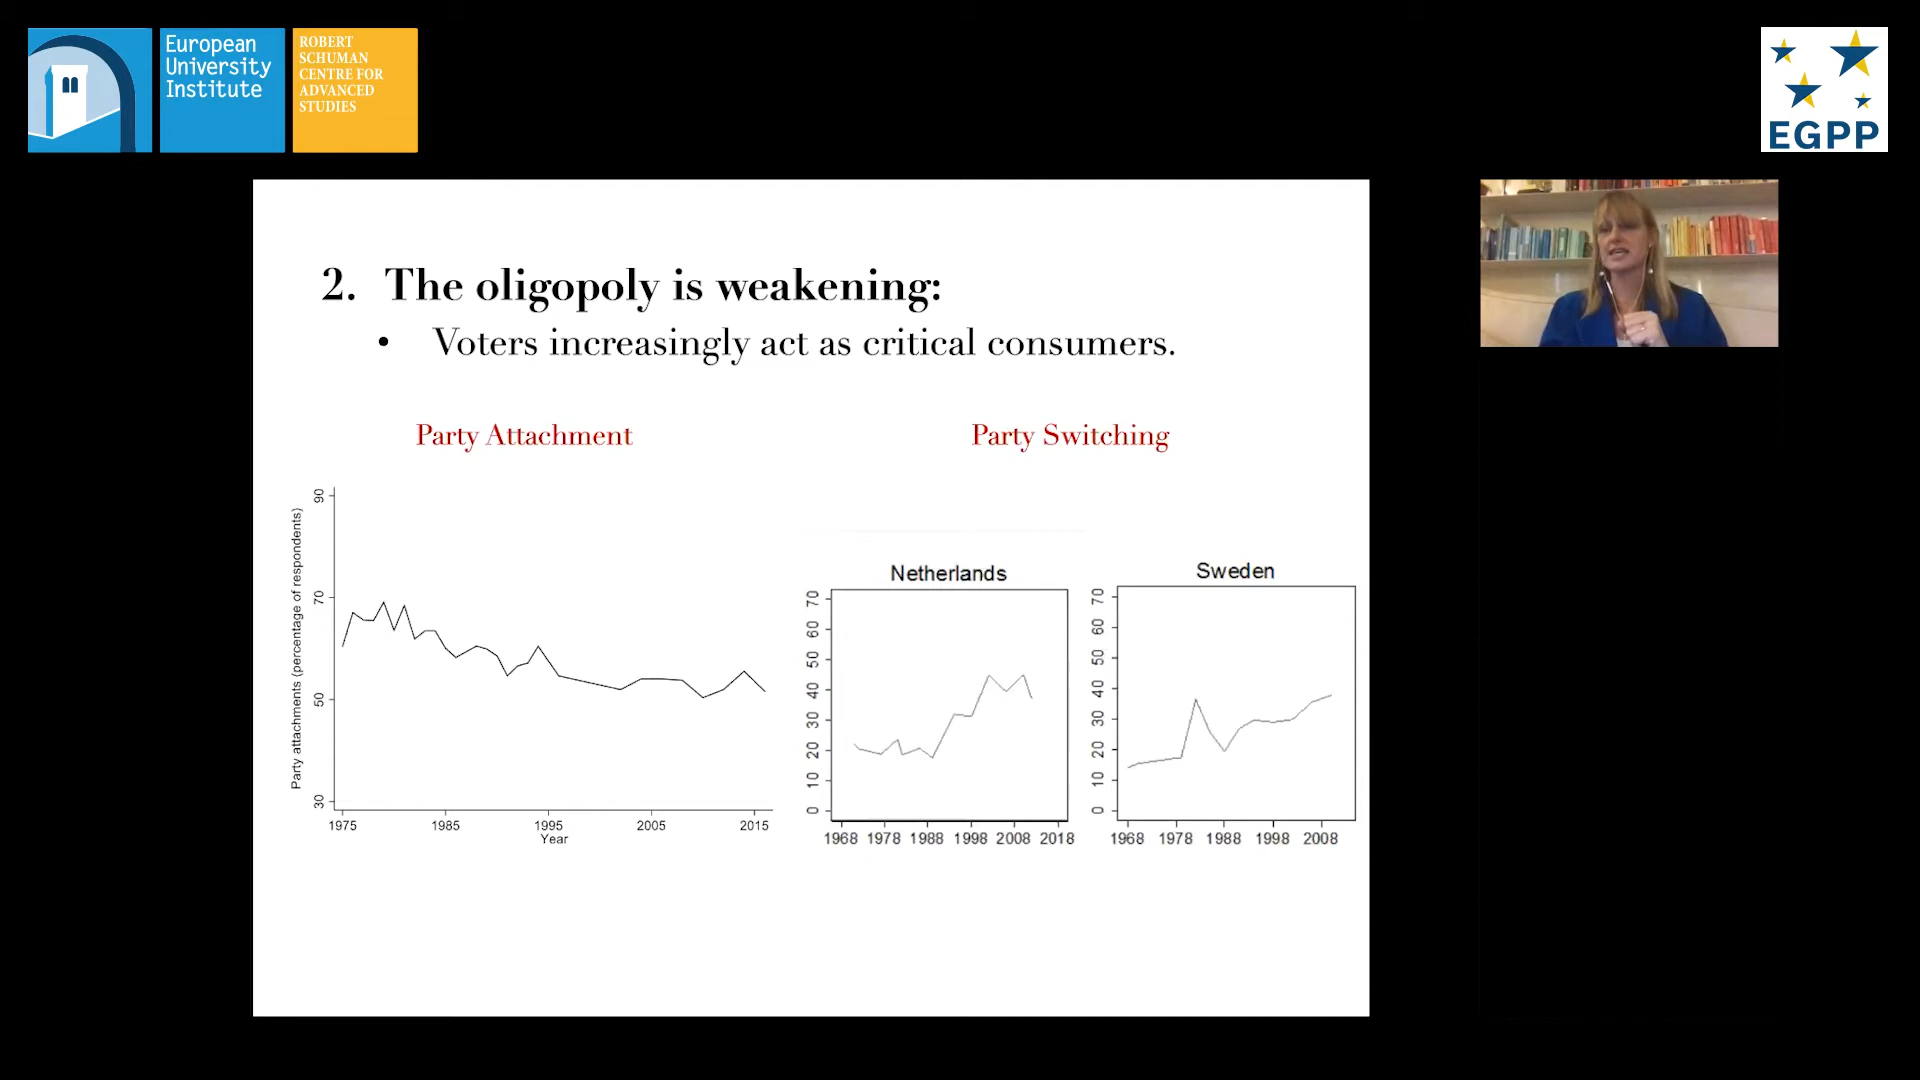 European
University
Institute
ROBERT
SCHUMAN
CENTRE FOR
ADVANCED
STUDIES
EGPP
2. The oligopoly is weakening:
• Voters increasingly act as critical consumers.
Party Attachment
Party Switching
Party attachments (percentage of respondents)
90
70
50
30
1975 1985 1995 2005 2015
Year
Netherlands
70
60
50
40
30
20
10
0
1968 1978 1988 1998 2008 2018
Sweden
70
60
50
40
30
20
10
0
1968 1978 1988 1998 2008